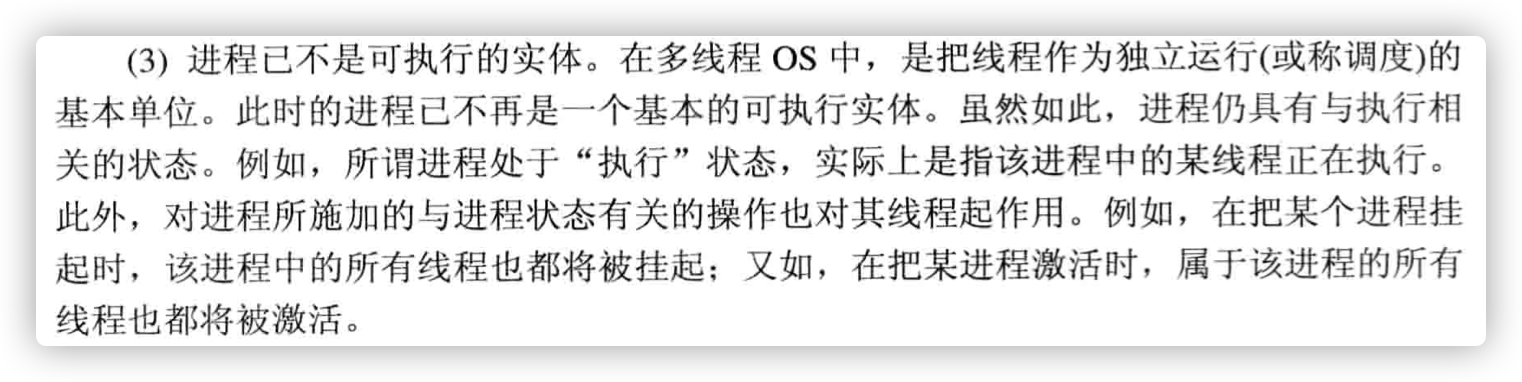 (3) 进程已不是可执行的实体。在多线程 OS 中，是把线程作为独立运行(或称调度)的
基本单位。此时的进程已不再是一个基本的可执行实体。虽然如此，进程仍具有与执行相
关的状态。例如，所谓进程处于“执行”状态，实际上是指该进程中的某线程正在执行。
此外，对进程所施加的与进程状态有关的操作也对其线程起作用。例如，在把某个进程挂
起时，该进程中的所有线程也都将被挂起；又如，在把某进程激活时，属于该进程的所有
线程也都将被激活。